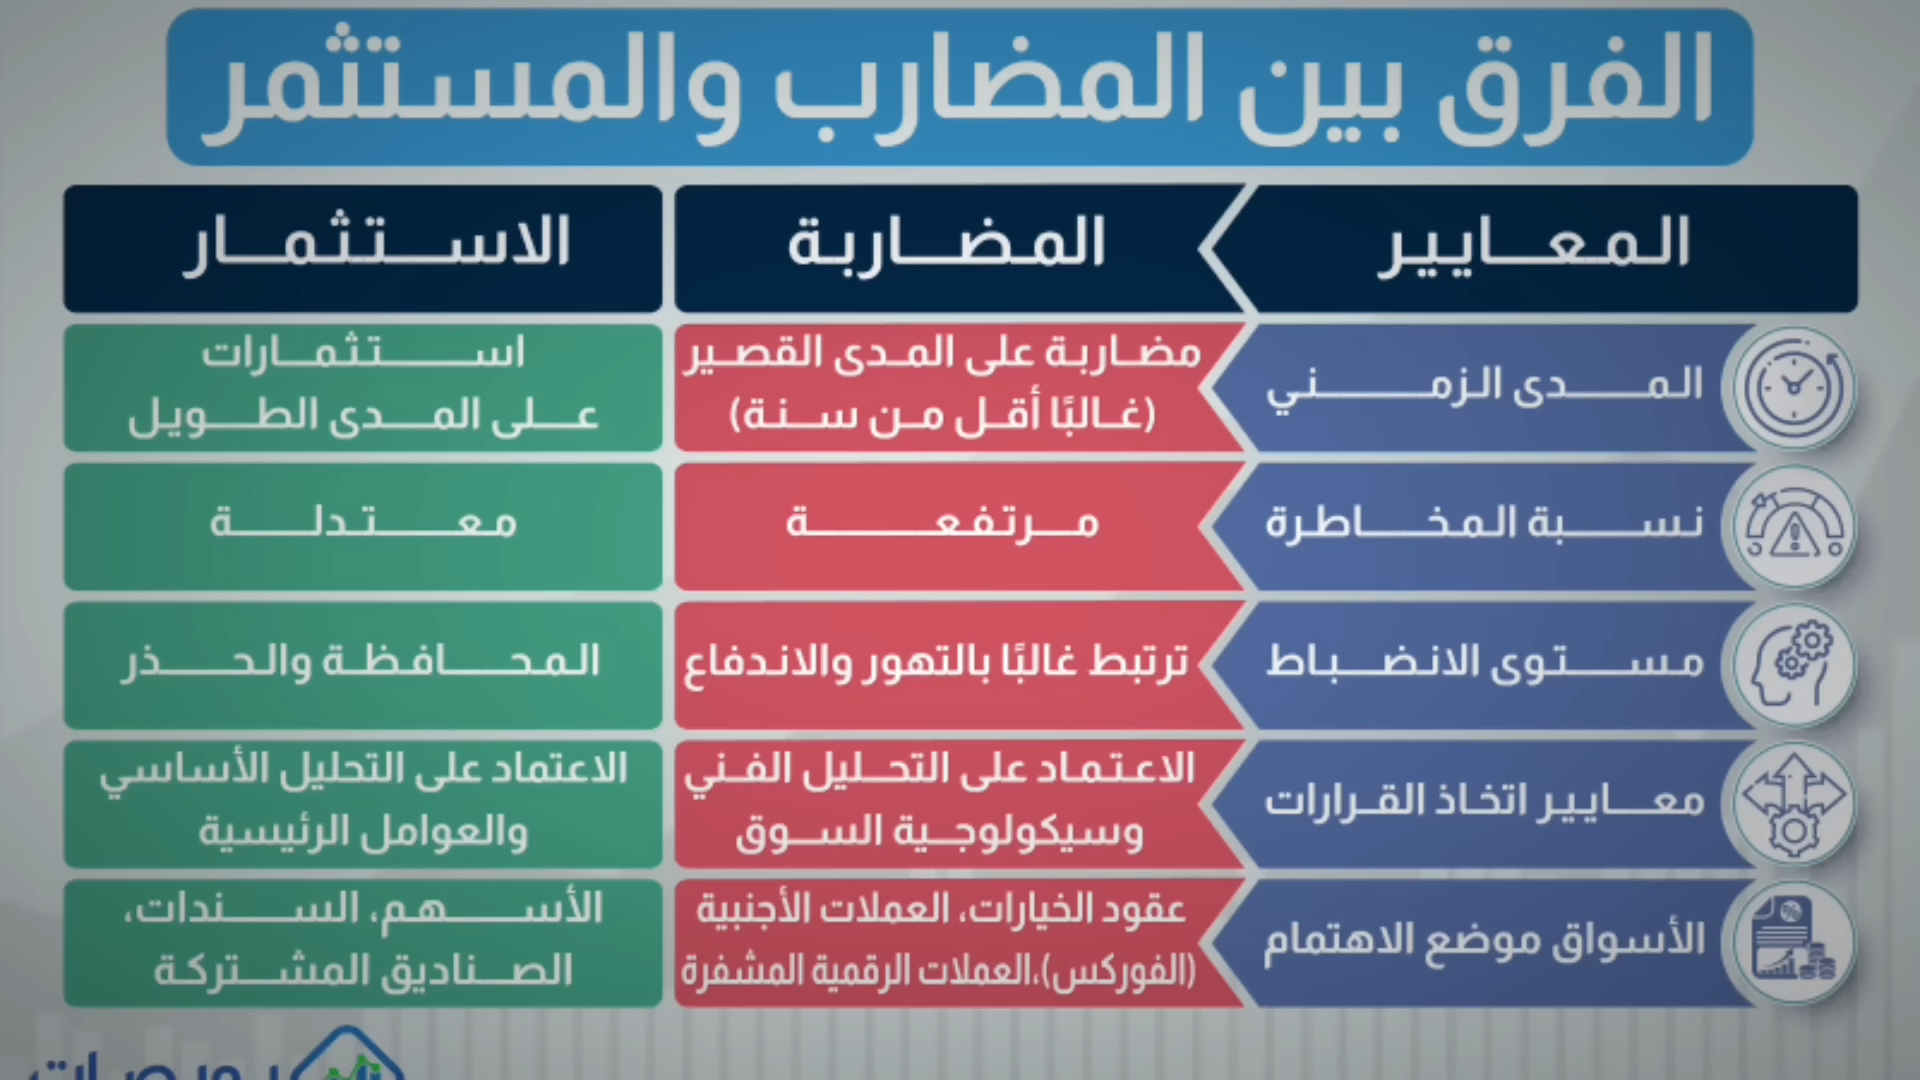 الفرق بين المضارب والمستثمر
المعايير
المضاربة
الاستثمار
المدى الزمني
مضاربة على المدى القصير
(غالبًا أقل من سنة)
استثمارات
على المدى الطويل
نسبة المخاطرة
مرتفعة
معتدلة
مستوى الانضباط
ترتبط غالبًا بالتهور والاندفاع
المحافظة والحذر
معايير اتخاذ القرارات
الاعتماد على التحليل الفني
وسيكولوجية السوق
الاعتماد على التحليل الأساسي
والعوامل الرئيسية
الأسواق موضع الاهتمام
عقود الخيارات، العملات الأجنبية
(الفوركس)،العملات الرقمية المشفرة
الأسهم، السندات،
الصناديق المشتركة